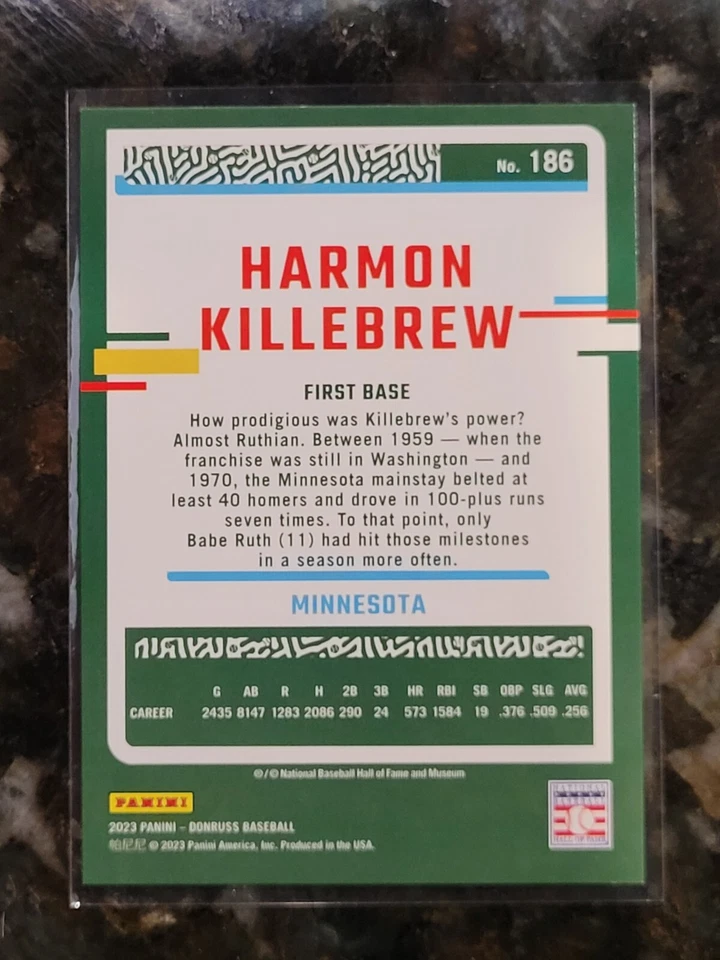 No. 186
HARMON
KILLEBREW
FIRST BASE
How prodigious was Killebrew's power?
Almost Ruthian. Between 1959 — when the
franchise was still in Washington — and
1970, the Minnesota mainstay belted at
least 40 homers and drove in 100-plus runs
seven times. To that point, only
Babe Ruth (11) had hit those milestones
in a season more often.
MINNESOTA
G AB R H 2B 3B HR RBI SB OBP SLG AVG
CAREER 2435 8147 1283 2086 290 24 573 1584 19 .376 .509 .256
®/© National Baseball Hall of Fame and Museum
PANINI
2023 PANINI – DONRUSS BASEBALL
帕尼尼 © 2023 Panini America, Inc. Produced in the USA.
NATIONAL
BASEBALL
HALL OF FAME